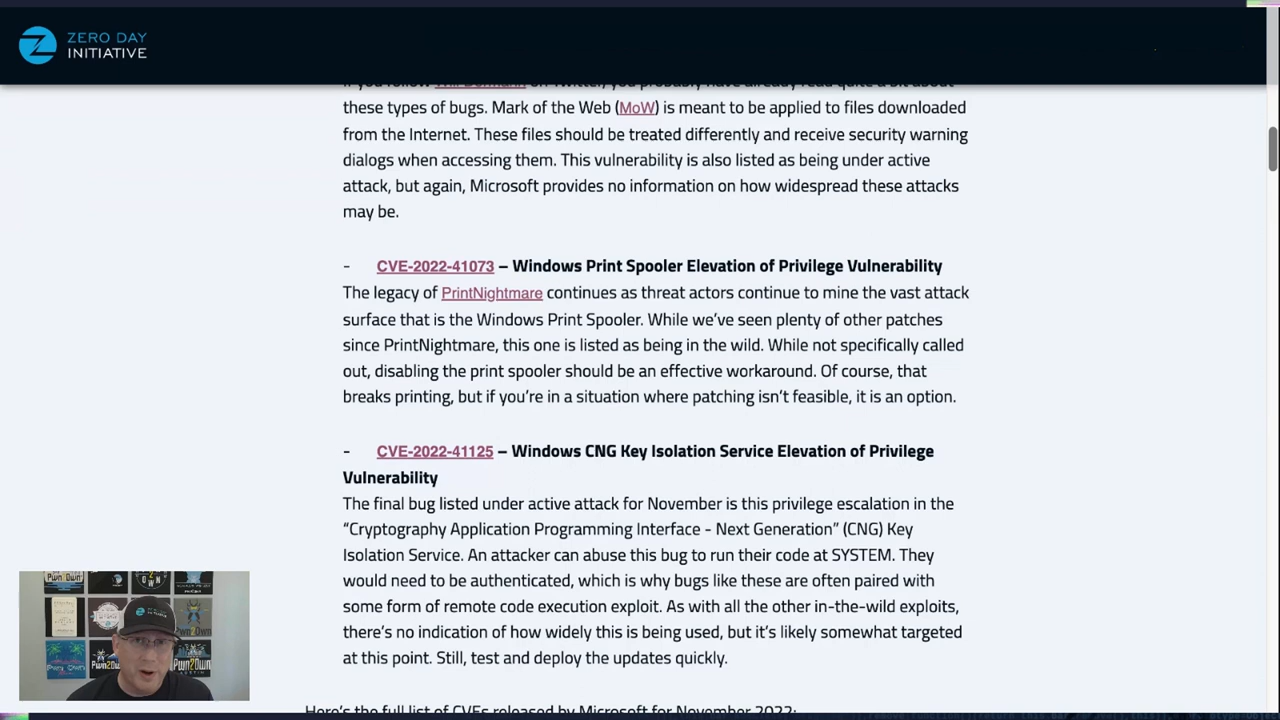 ZERO DAY
INITIATIVE
these types of bugs. Mark of the Web (MoW) is meant to be applied to files downloaded
from the Internet. These files should be treated differently and receive security warning
dialogs when accessing them. This vulnerability is also listed as being under active
attack, but again, Microsoft provides no information on how widespread these attacks
may be.
- CVE-2022-41073 – Windows Print Spooler Elevation of Privilege Vulnerability
The legacy of PrintNightmare continues as threat actors continue to mine the vast attack
surface that is the Windows Print Spooler. While we’ve seen plenty of other patches
since PrintNightmare, this one is listed as being in the wild. While not specifically called
out, disabling the print spooler should be an effective workaround. Of course, that
breaks printing, but if you’re in a situation where patching isn’t feasible, it is an option.
- CVE-2022-41125 – Windows CNG Key Isolation Service Elevation of Privilege
Vulnerability
The final bug listed under active attack for November is this privilege escalation in the
“Cryptography Application Programming Interface - Next Generation” (CNG) Key
Isolation Service. An attacker can abuse this bug to run their code at SYSTEM. They
would need to be authenticated, which is why bugs like these are often paired with
some form of remote code execution exploit. As with all the other in-the-wild exploits,
there’s no indication of how widely this is being used, but it’s likely somewhat targeted
at this point. Still, test and deploy the updates quickly.
Here’s the full list of CVEs released by Microsoft for November 2022: